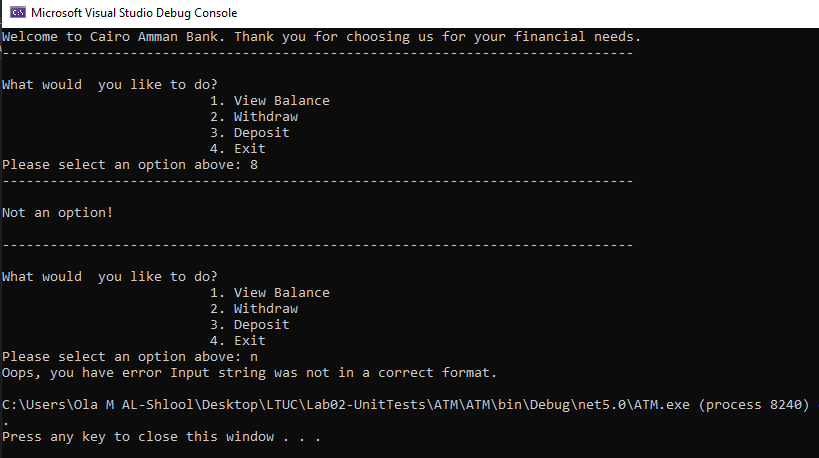 Microsoft Visual Studio Debug Console
Welcome to Cairo Amman Bank. Thank you for choosing us for your financial needs.
-------------------------------------------------------------------------------
What would  you like to do?
1. View Balance
2. Withdraw
3. Deposit
4. Exit
Please select an option above: 8
-------------------------------------------------------------------------------
Not an option!
-------------------------------------------------------------------------------
What would  you like to do?
1. View Balance
2. Withdraw
3. Deposit
4. Exit
Please select an option above: n
Oops, you have error Input string was not in a correct format.
C:\Users\Ola M AL-Shlool\Desktop\LTUC\Lab02-UnitTests\ATM\ATM\bin\Debug\net5.0\ATM.exe (process 8240)
.
Press any key to close this window . . .